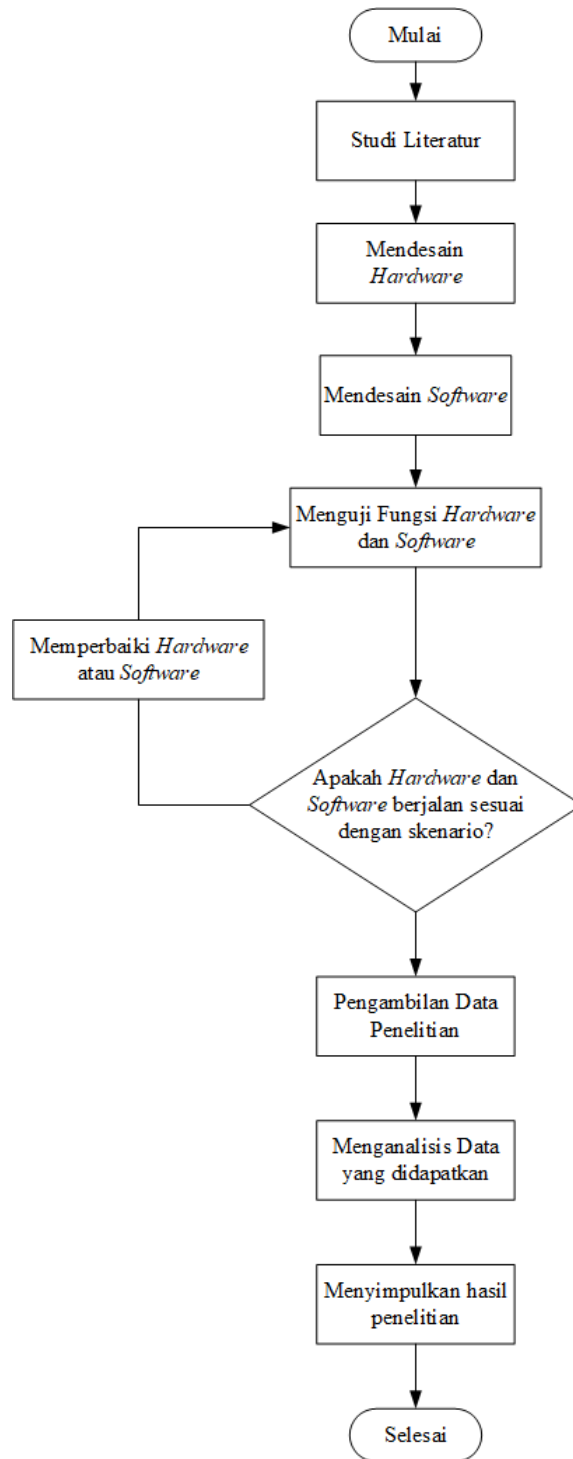 Mulai
Studi Literatur
Mendesain
Hardware
Mendesain Software
Menguji Fungsi Hardware
dan Software
Memperbaiki Hardware
atau Software
Apakah Hardware dan
Software berjalan sesuai
dengan skenario?
Pengambilan Data
Penelitian
Menganalisis Data
yang didapatkan
Menyimpulkan hasil
penelitian
Selesai